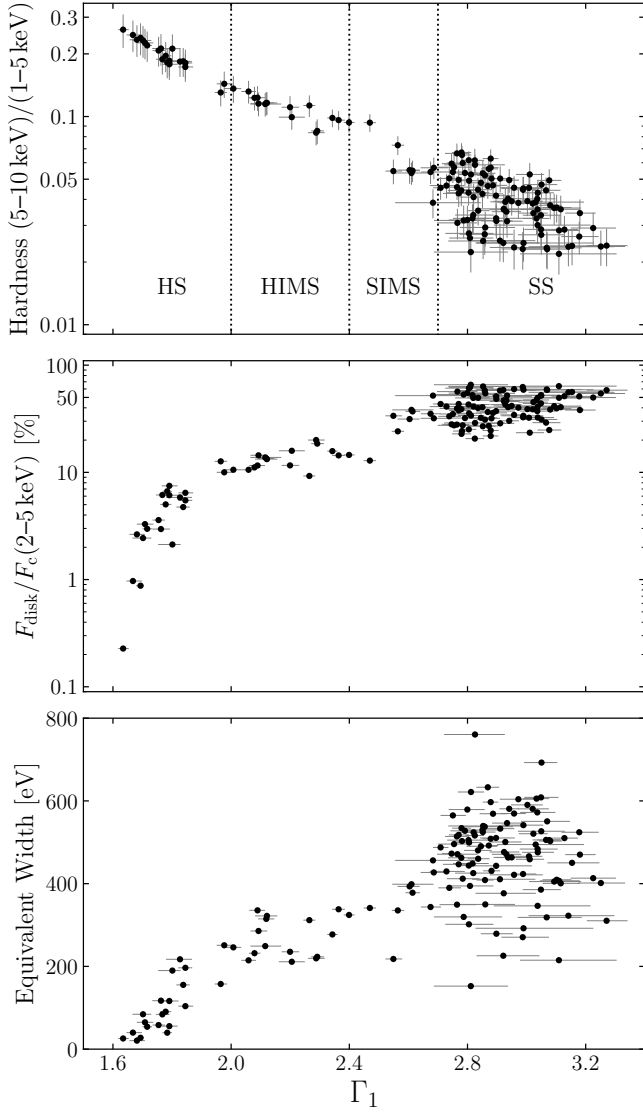 Hardness (5–10 keV)/(1–5 keV)
0.3
0.2
0.1
0.05
0.01
HS
HIMS
SIMS
SS
F_disk/F_c(2–5 keV) [%]
100
50
10
1
0.1
Equivalent Width [eV]
800
600
400
200
0
1.6 2.0 2.4 2.8 3.2
Γ_1